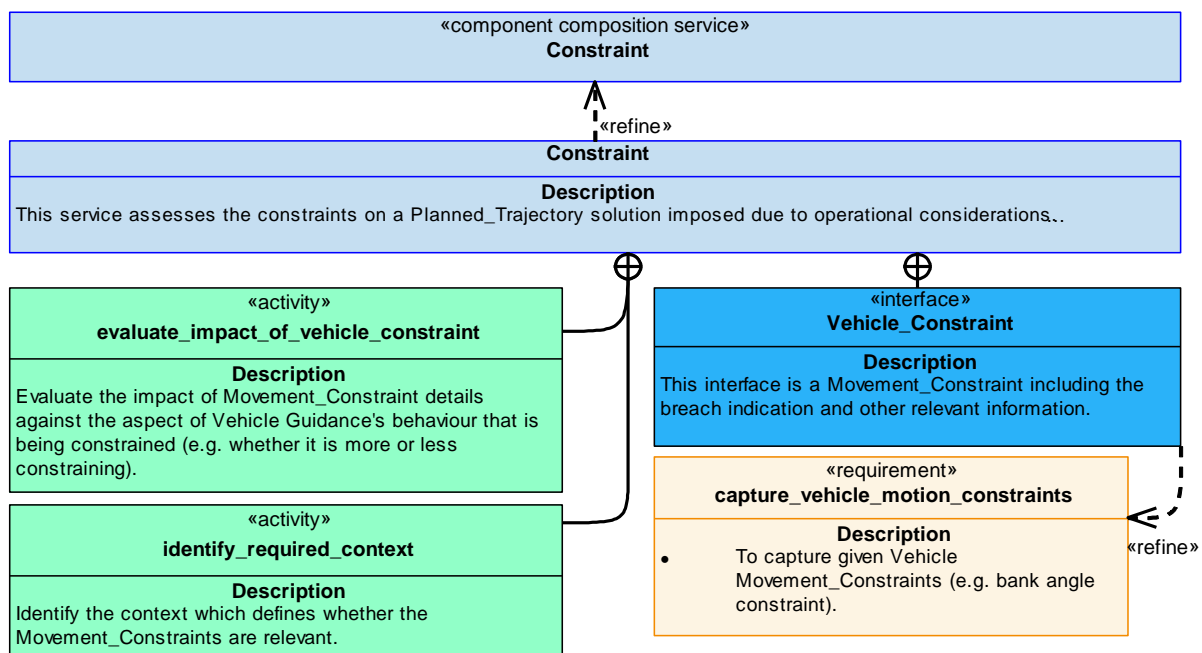 «component composition service»
Constraint
«refine»
Constraint
Description
This service assesses the constraints on a Planned_Trajectory solution imposed due to operational considerations...
«activity»
evaluate_impact_of_vehicle_constraint
Description
Evaluate the impact of Movement_Constraint details
against the aspect of Vehicle Guidance's behaviour that is
being constrained (e.g. whether it is more or less
constraining).
«activity»
identify_required_context
Description
Identify the context which defines whether the
Movement_Constraints are relevant.
«interface»
Vehicle_Constraint
Description
This interface is a Movement_Constraint including the
breach indication and other relevant information.
«requirement»
capture_vehicle_motion_constraints
Description
• To capture given Vehicle
Movement_Constraints (e.g. bank angle
constraint).
«refine»